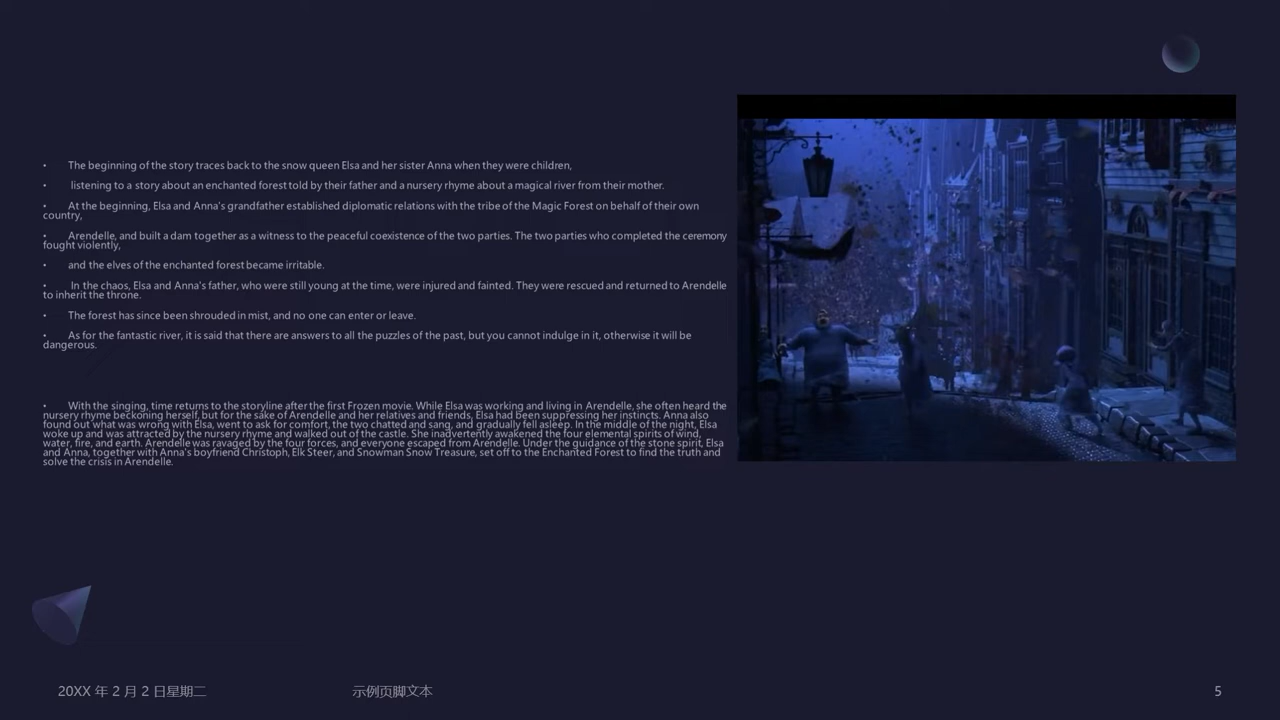 • The beginning of the story traces back to the snow queen Elsa and her sister Anna when they were children,
• listening to a story about an enchanted forest told by their father and a nursery rhyme about a magical river from their mother.
• At the beginning, Elsa and Anna's grandfather established diplomatic relations with the tribe of the Magic Forest on behalf of their own
country,
• Arendelle, and built a dam together as a witness to the peaceful coexistence of the two parties. The two parties who completed the ceremony
fought violently,
• and the elves of the enchanted forest became irritable.
• In the chaos, Elsa and Anna's father, who were still young at the time, were injured and fainted. They were rescued and returned to Arendelle
to inherit the throne.
• The forest has since been shrouded in mist, and no one can enter or leave.
• As for the fantastic river, it is said that there are answers to all the puzzles of the past, but you cannot indulge in it, otherwise it will be
dangerous.
• With the singing, time returns to the storyline after the first Frozen movie. While Elsa was working and living in Arendelle, she often heard the
nursery rhyme beckoning herself, but for the sake of Arendelle and her relatives and friends, Elsa had been suppressing her instincts. Anna also
found out what was wrong with Elsa, went to ask for comfort, the two chatted and sang, and gradually fell asleep. In the middle of the night, Elsa
woke up and was attracted by the nursery rhyme and walked out of the castle. She inadvertently awakened the four elemental spirits of wind,
water, fire, and earth. Arendelle was ravaged by the four forces, and everyone escaped from Arendelle. Under the guidance of the stone spirit, Elsa
and Anna, together with Anna's boyfriend Christoph, Elk Steer, and Snowman Snow Treasure, set off to the Enchanted Forest to find the truth and
solve the crisis in Arendelle.
20XX 年 2 月 2 日星期二
示例页脚文本
5